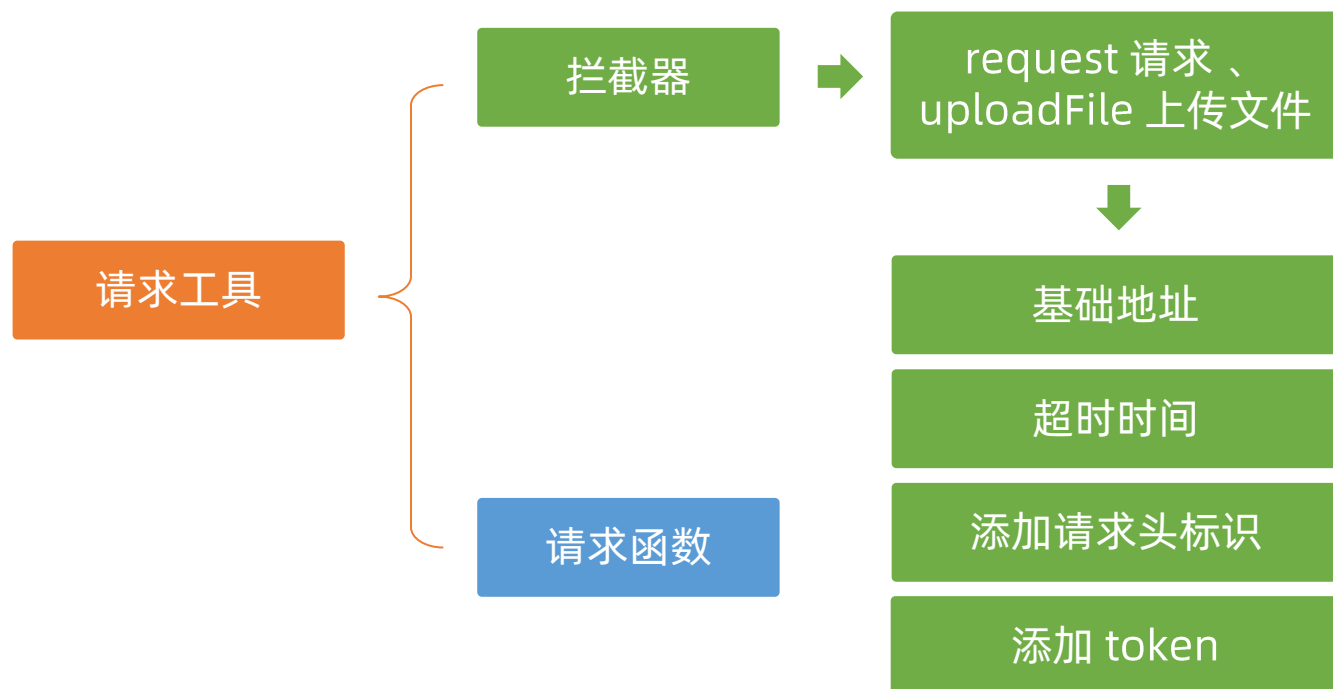 拦截器
request 请求 、
uploadFile 上传文件
请求工具
基础地址
超时时间
请求函数
添加请求头标识
添加 token